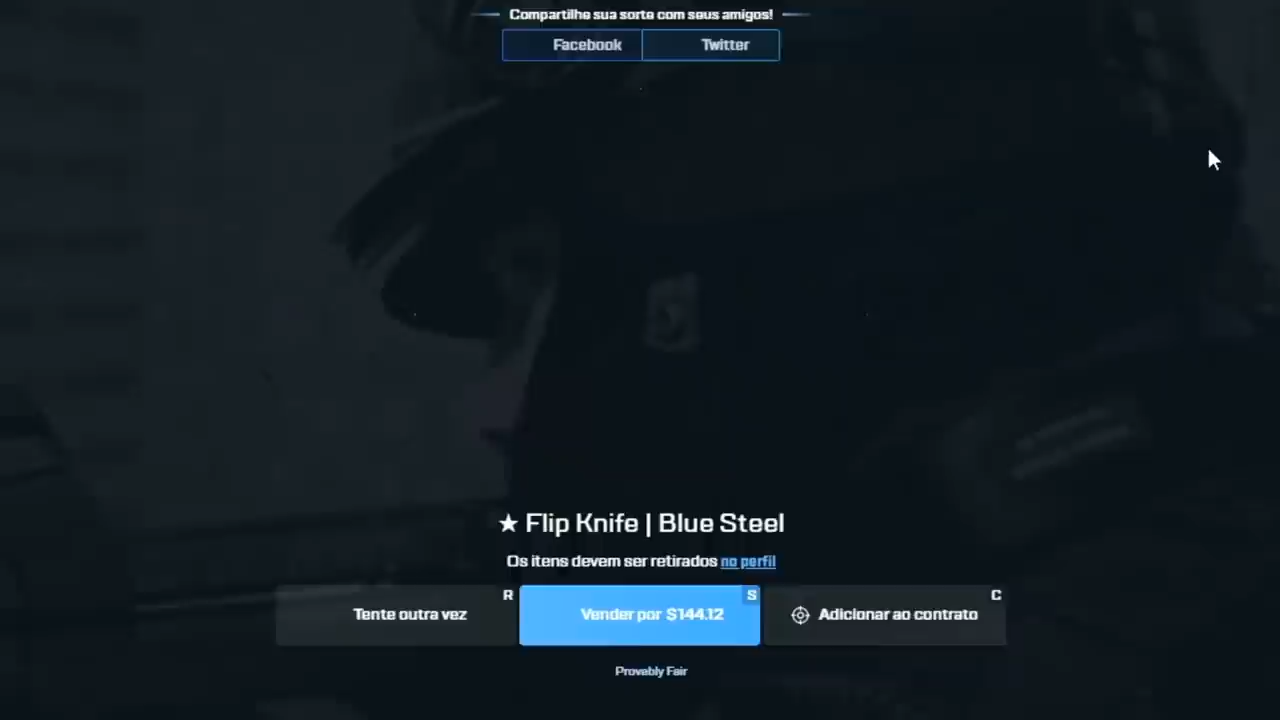 Compartilhe sua sorte com seus amigos!
Facebook
Twitter
★ Flip Knife | Blue Steel
Os itens devem ser retirados no perfil
R
Tente outra vez
S
Vender por $144.12
C
Adicionar ao contrato
Provably Fair